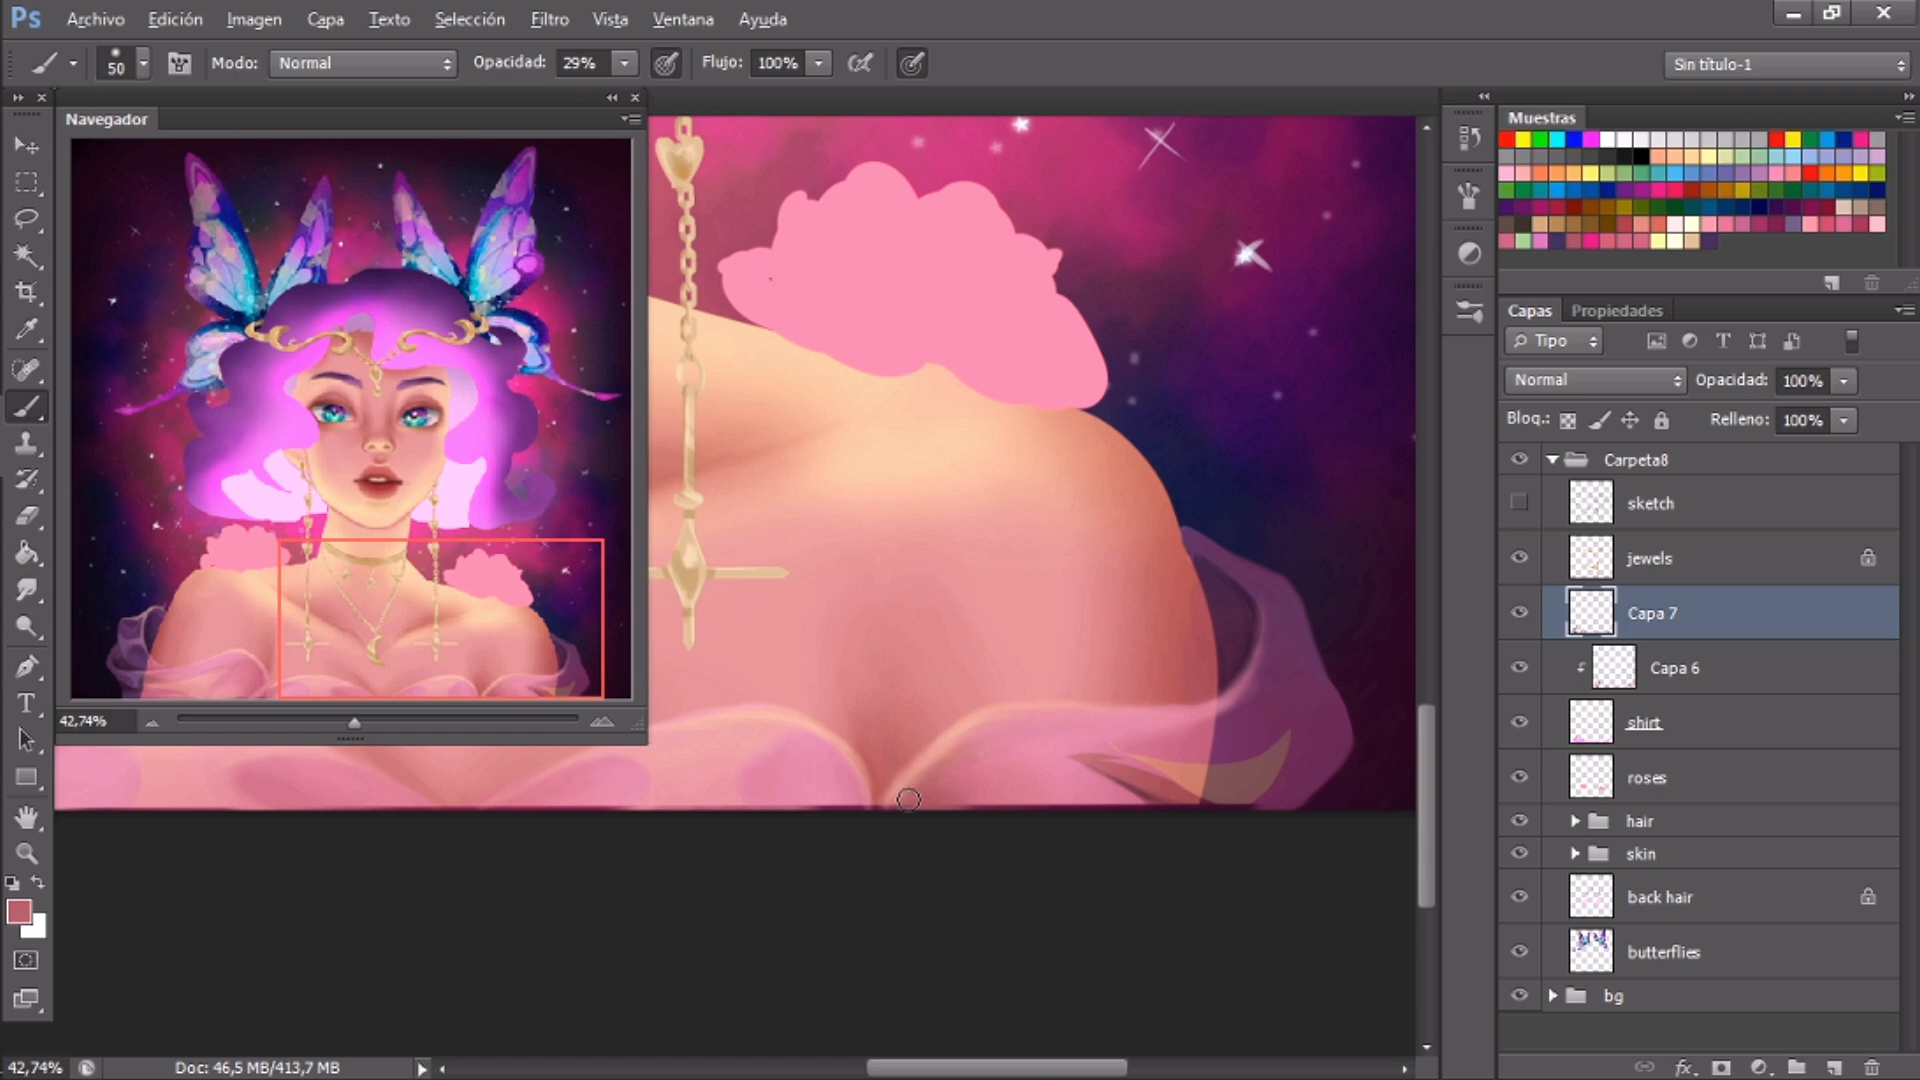 Ps Archivo Edición Imagen Capa Texto Selección Filtro Vista Ventana Ayuda
50 Modo: Normal Opacidad: 29% Flujo: 100% Sin título-1
Navegador
42,74%
Muestras
Capas Propiedades
Tipo
Normal Opacidad: 100%
Bloq.: Relleno: 100%
Carpeta8
sketch
jewels
Capa 7
Capa 6
shirt
roses
hair
skin
back hair
butterflies
bg
fx
42,74% Doc: 46,5 MB/413,7 MB